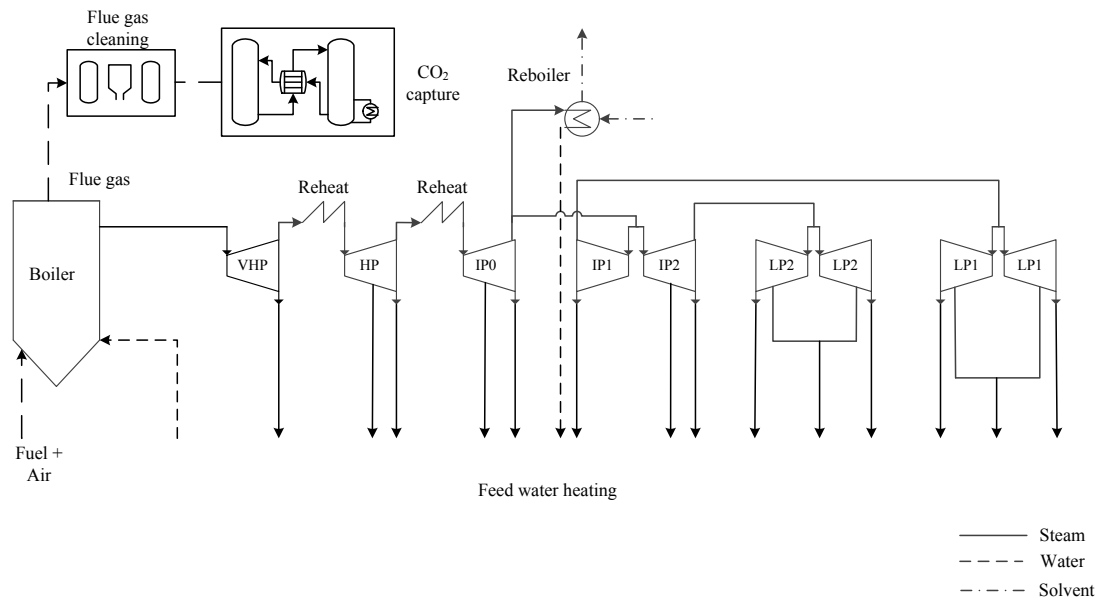 Flue gas
cleaning
CO2
capture
Reboiler
Flue gas
Reheat
Reheat
Boiler
VHP
HP
IP0
IP1
IP2
LP2
LP2
LP1
LP1
Fuel +
Air
Feed water heating
Steam
Water
Solvent